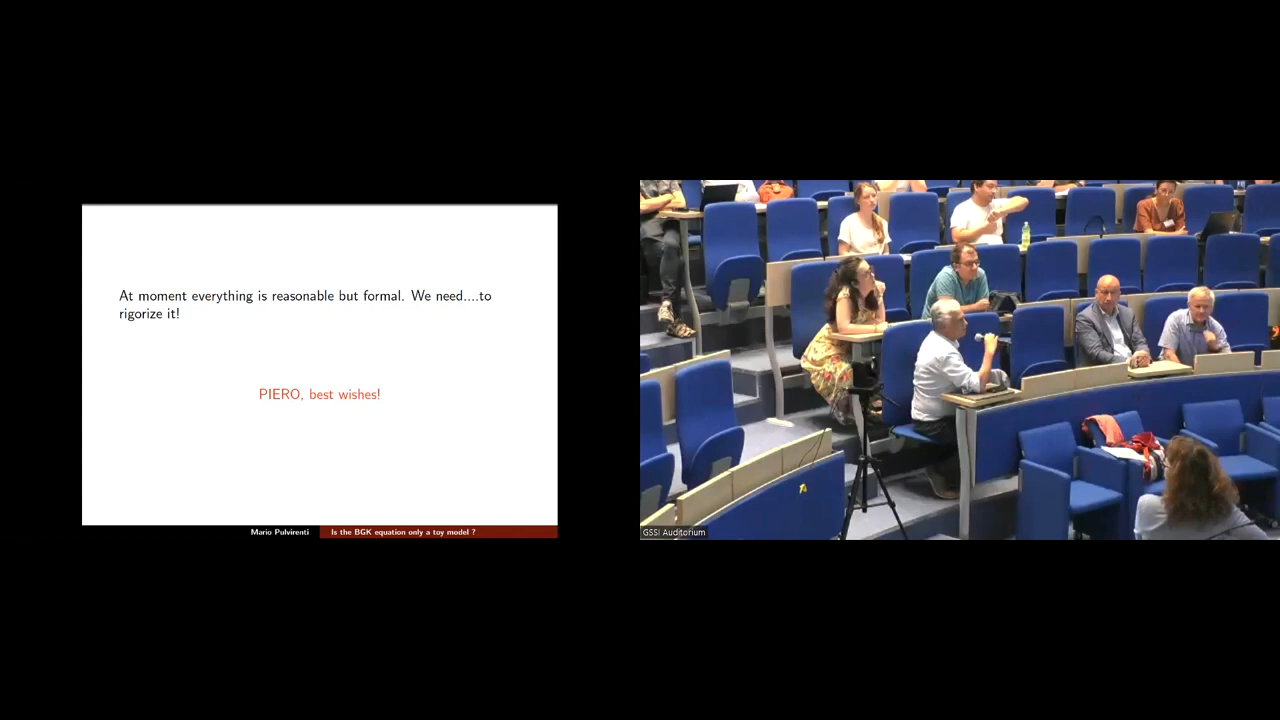 At moment everything is reasonable but formal. We need....to
rigorize it!
PIERO, best wishes!
Mario Pulvirenti
Is the BGK equation only a toy model ?
GSSI Auditorium